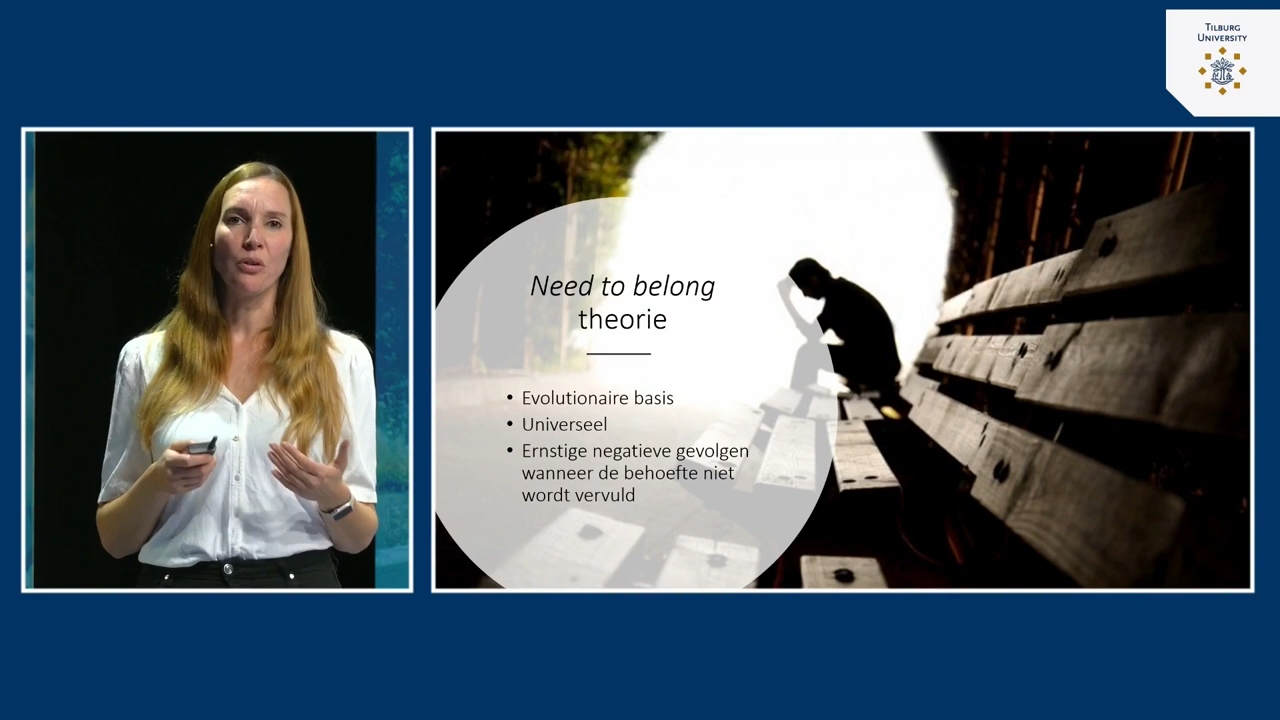 TILBURG
UNIVERSITY
Need to belong
theorie
• Evolutionaire basis
• Universeel
• Ernstige negatieve gevolgen
wanneer de behoefte niet
wordt vervuld